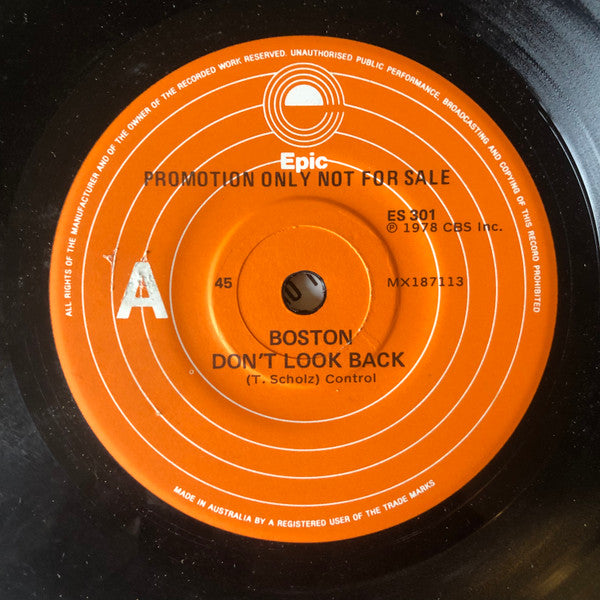 ALL RIGHTS OF THE MANUFACTURER AND OF THE OWNER OF THE RECORDED WORK RESERVED. UNAUTHORISED PUBLIC PERFORMANCE, BROADCASTING AND COPYING OF THIS RECORD PROHIBITED
Epic
PROMOTION ONLY NOT FOR SALE
ES 301
℗ 1978 CBS Inc.
A
45
MX187113
BOSTON
DON'T LOOK BACK
(T. Scholz) Control
MADE IN AUSTRALIA BY A REGISTERED USER OF THE TRADE MARKS